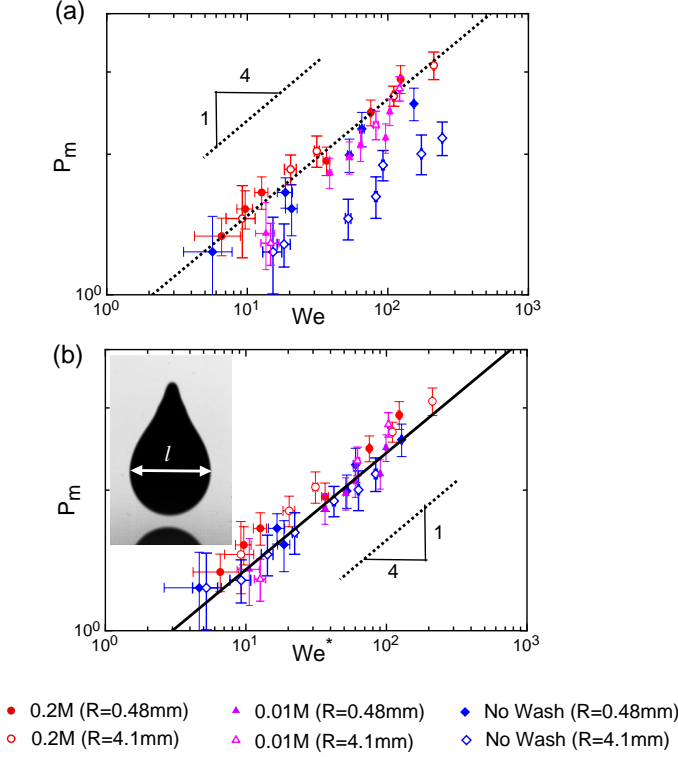 (a)
4
1
P_m
10^0
10^0 10^1 10^2 10^3
We
(b)
l
P_m
1
4
10^0
10^0 10^1 10^2 10^3
We^*
0.2M (R=0.48mm) 0.01M (R=0.48mm) No Wash (R=0.48mm)
0.2M (R=4.1mm) 0.01M (R=4.1mm) No Wash (R=4.1mm)